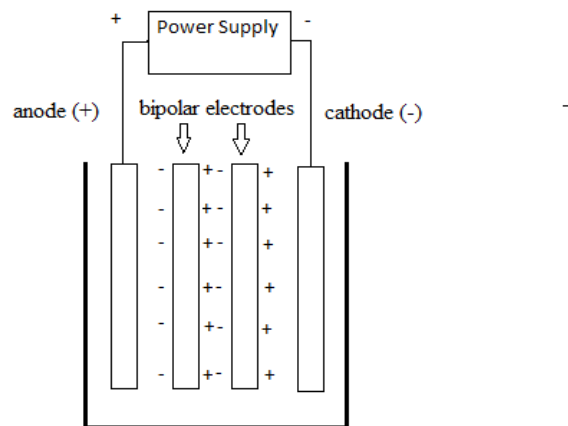 + Power Supply -
anode (+) bipolar electrodes cathode (-)
- + - +
- + - +
- + - +
- + - +
- + - +
- + - +